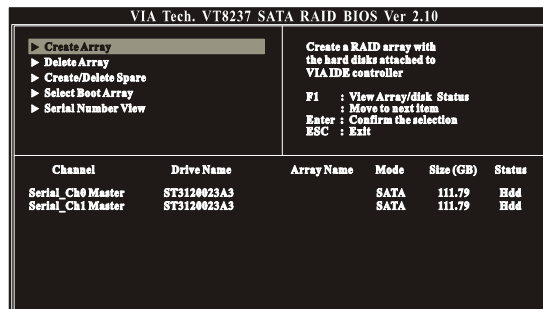 VIA Tech. VT8237 SATA RAID BIOS Ver 2.10
▶ Create Array
▶ Delete Array
▶ Create/Delete Spare
▶ Select Boot Array
▶ Serial Number View
Create a RAID array with
the hard disks attached to
VIA IDE controller
F1 : View Array/disk Status
: Move to next item
Enter : Confirm the selection
ESC : Exit
Channel Drive Name Array Name Mode Size (GB) Status
Serial_Ch0 Master ST3120023A3 SATA 111.79 Hdd
Serial_Ch1 Master ST3120023A3 SATA 111.79 Hdd